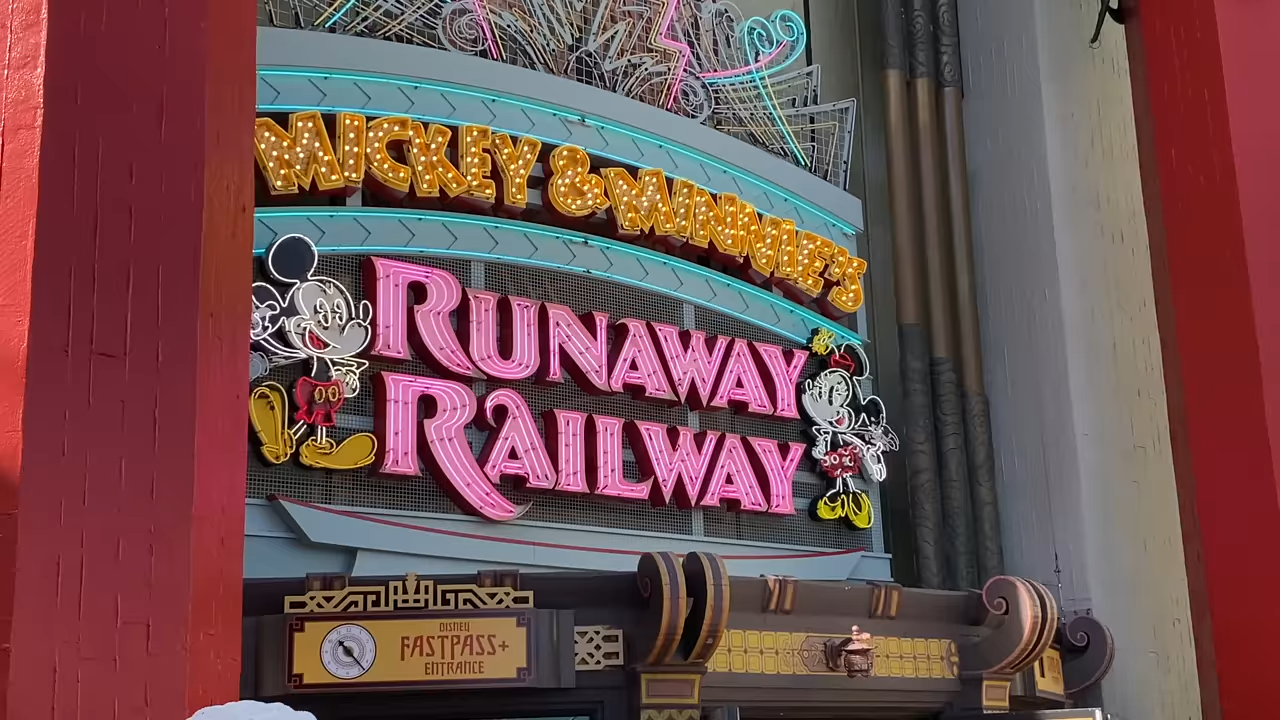 MICKEY & MINNIE'S
RUNAWAY
RAILWAY
DISNEY
FASTPASS+
ENTRANCE